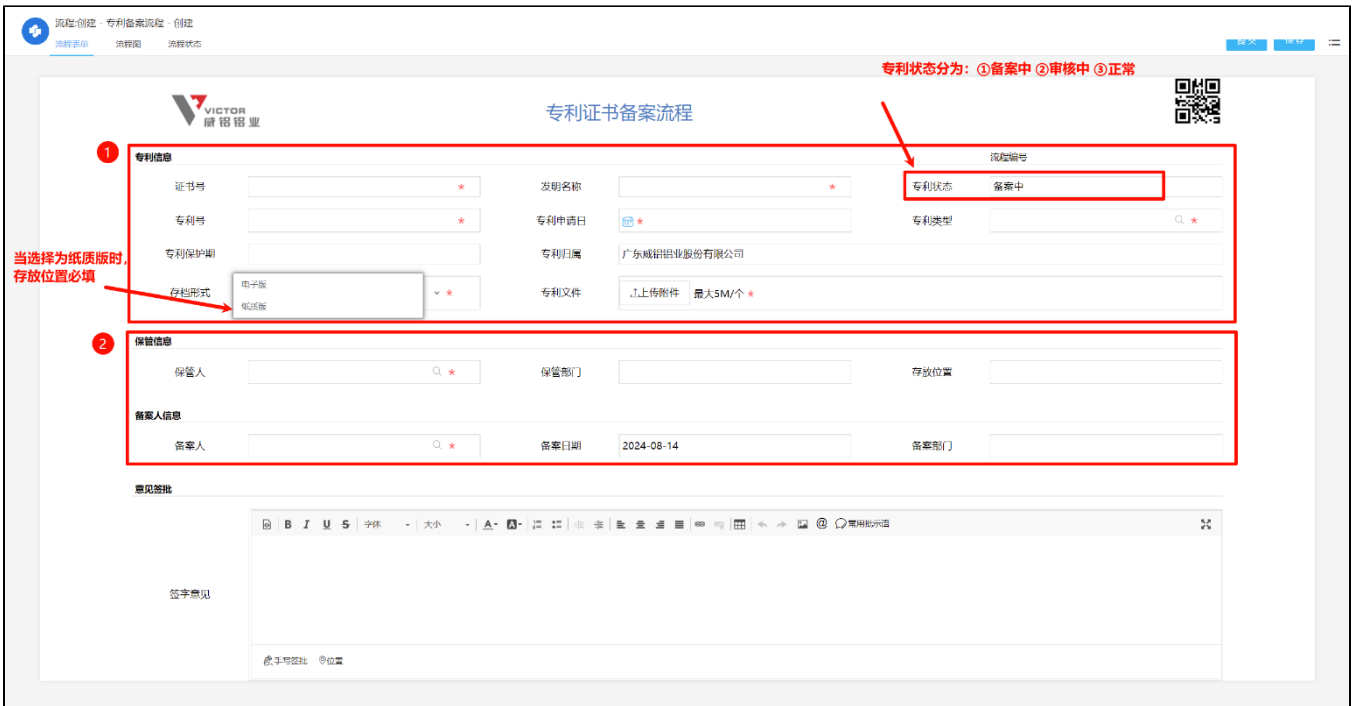 流程:创建 - 专利备案流程 - 创建
流程表单 流程图 流程状态
提交 保存
专利状态分为：①备案中 ②审核中 ③正常
VICTOR
威铝铝业
专利证书备案流程
1
专利信息 流程编号
证书号 * 发明名称 * 专利状态 备案中
专利号 * 专利申请日 * 专利类型 *
当选择为纸质版时，
存放位置必填
专利保护期 专利归属 广东威铝铝业股份有限公司
存档形式 电子版 * 专利文件 上传附件 最大5M/个 *
纸质版
2
保管信息
保管人 * 保管部门 存放位置
备案人信息
备案人 * 备案日期 2024-08-14 备案部门
意见签批
B I U S 字体 大小 A A @ 常用批示语
签字意见
手写签批 位置